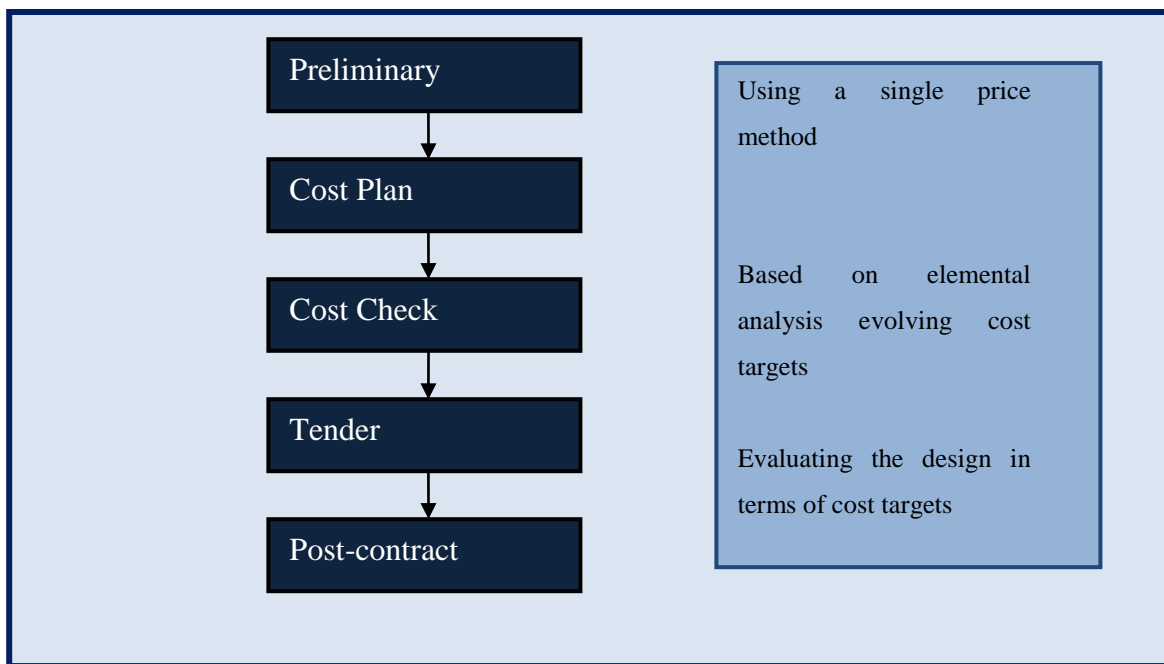 Preliminary
Cost Plan
Cost Check
Tender
Post-contract
Using a single price
method
Based on elemental
analysis evolving cost
targets
Evaluating the design in
terms of cost targets